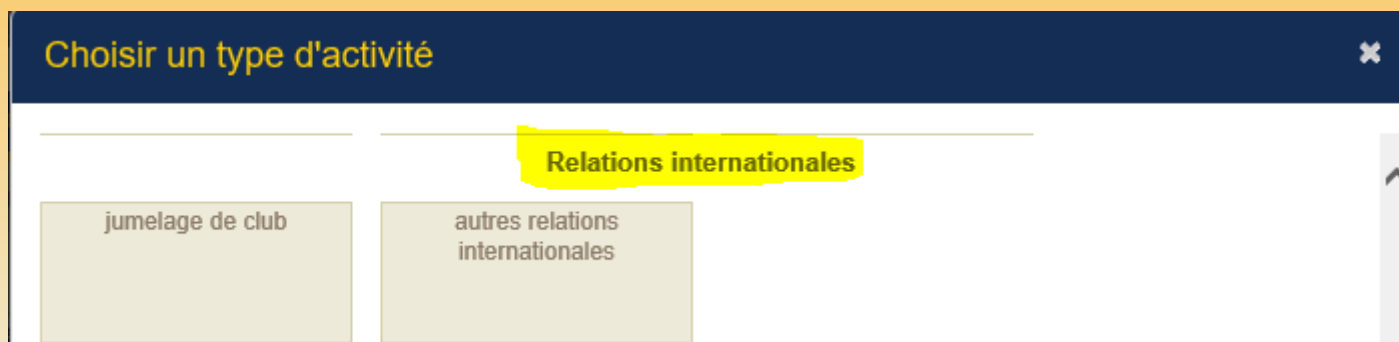 Choisir un type d'activité
Relations internationales
jumelage de club
autres relations
internationales